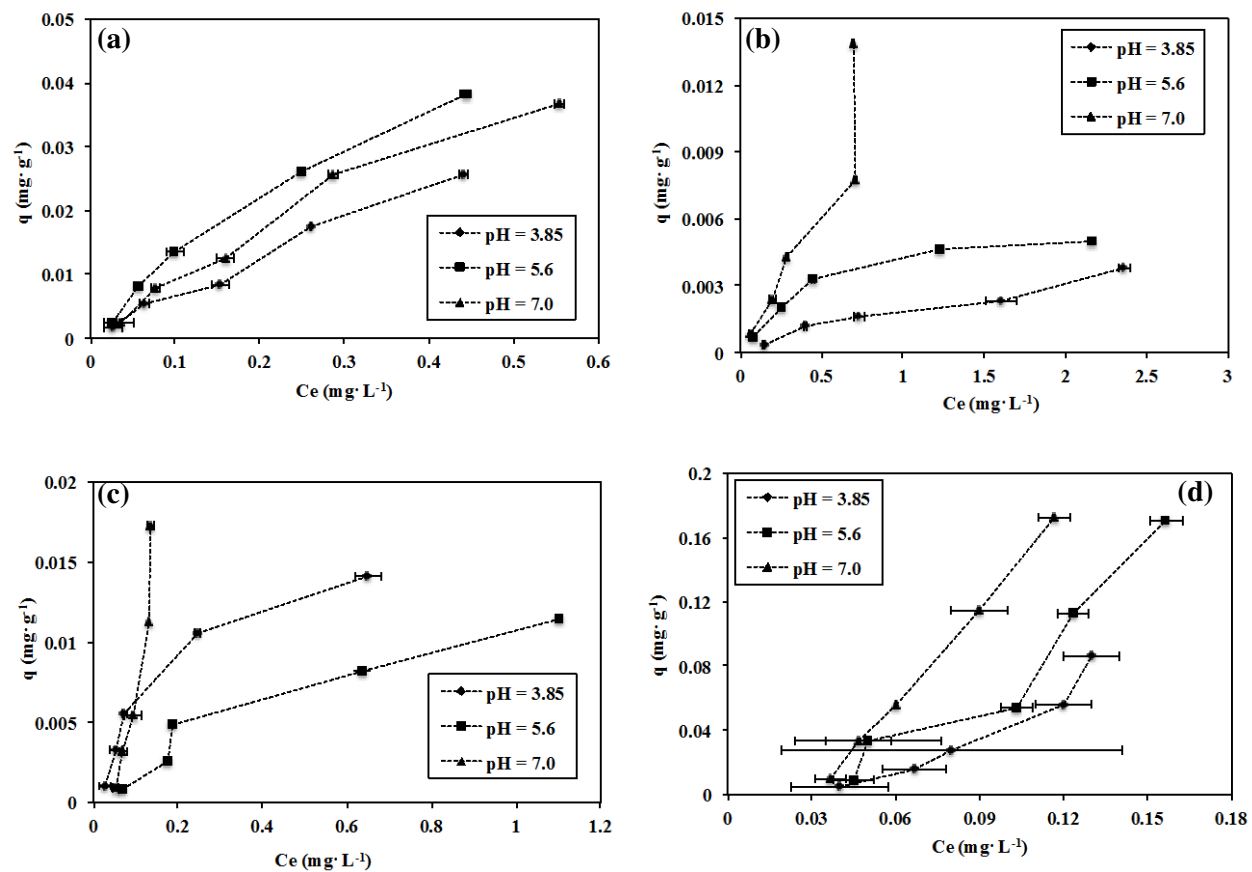 (a)
0.05
0.04
0.03
0.02
0.01
0
q (mg· g-1)
pH = 3.85
pH = 5.6
pH = 7.0
0 0.1 0.2 0.3 0.4 0.5 0.6
Ce (mg· L-1)
(b)
0.015
0.012
0.009
0.006
0.003
0
q (mg· g-1)
pH = 3.85
pH = 5.6
pH = 7.0
0 0.5 1 1.5 2 2.5 3
Ce (mg· L-1)
(c)
0.02
0.015
0.01
0.005
0
q (mg· g-1)
pH = 3.85
pH = 5.6
pH = 7.0
0 0.2 0.4 0.6 0.8 1 1.2
Ce (mg· L-1)
(d)
0.2
0.16
0.12
0.08
0.04
0
q (mg· g-1)
pH = 3.85
pH = 5.6
pH = 7.0
0 0.03 0.06 0.09 0.12 0.15 0.18
Ce (mg· L-1)